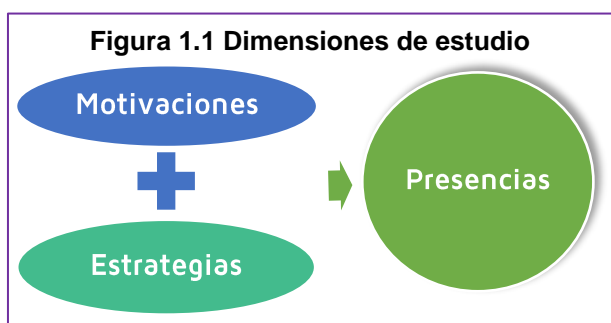 Figura 1.1 Dimensiones de estudio
Motivaciones
Presencias
Estrategias